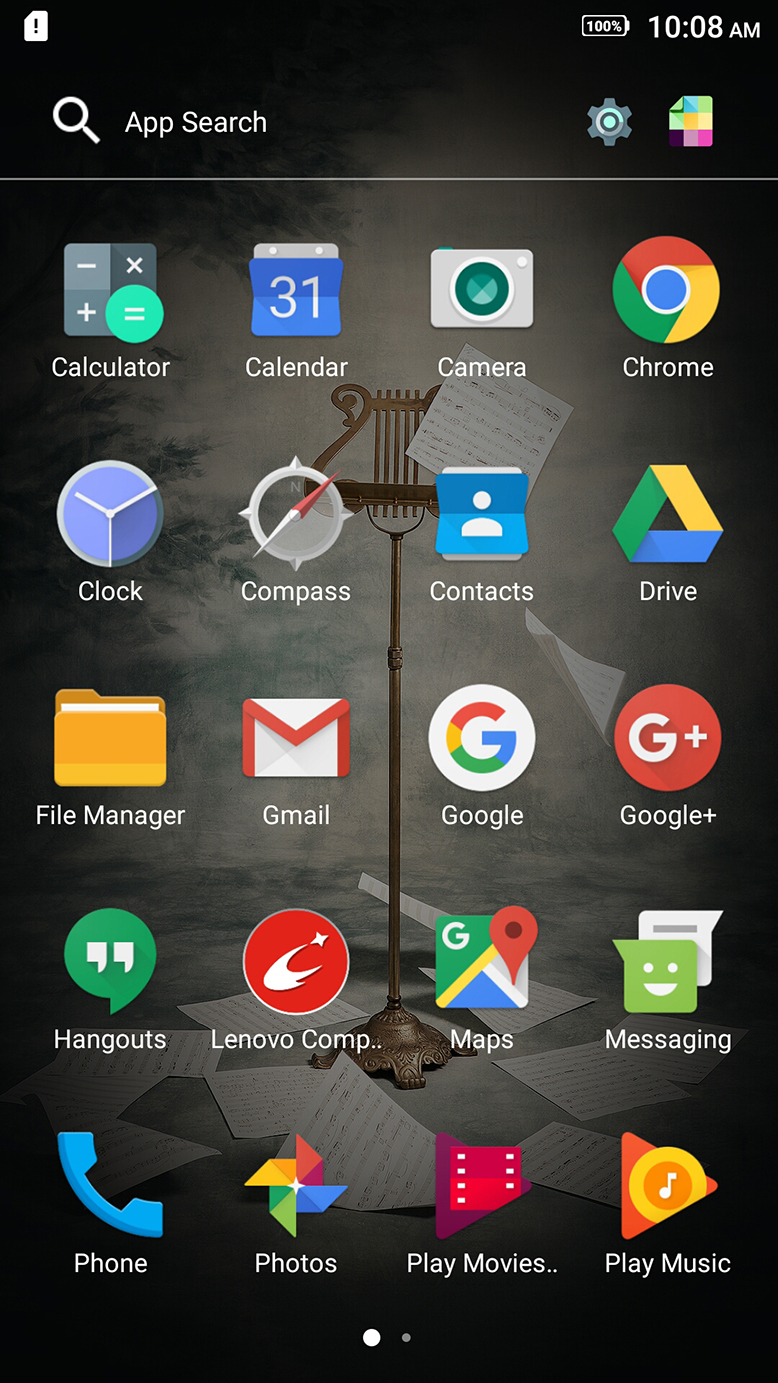 100% 10:08 AM
App Search
31
Calculator Calendar Camera Chrome
N
Clock Compass Contacts Drive
G+
File Manager Gmail Google Google+
G
Hangouts Lenovo Comp.. Maps Messaging
Phone Photos Play Movies.. Play Music